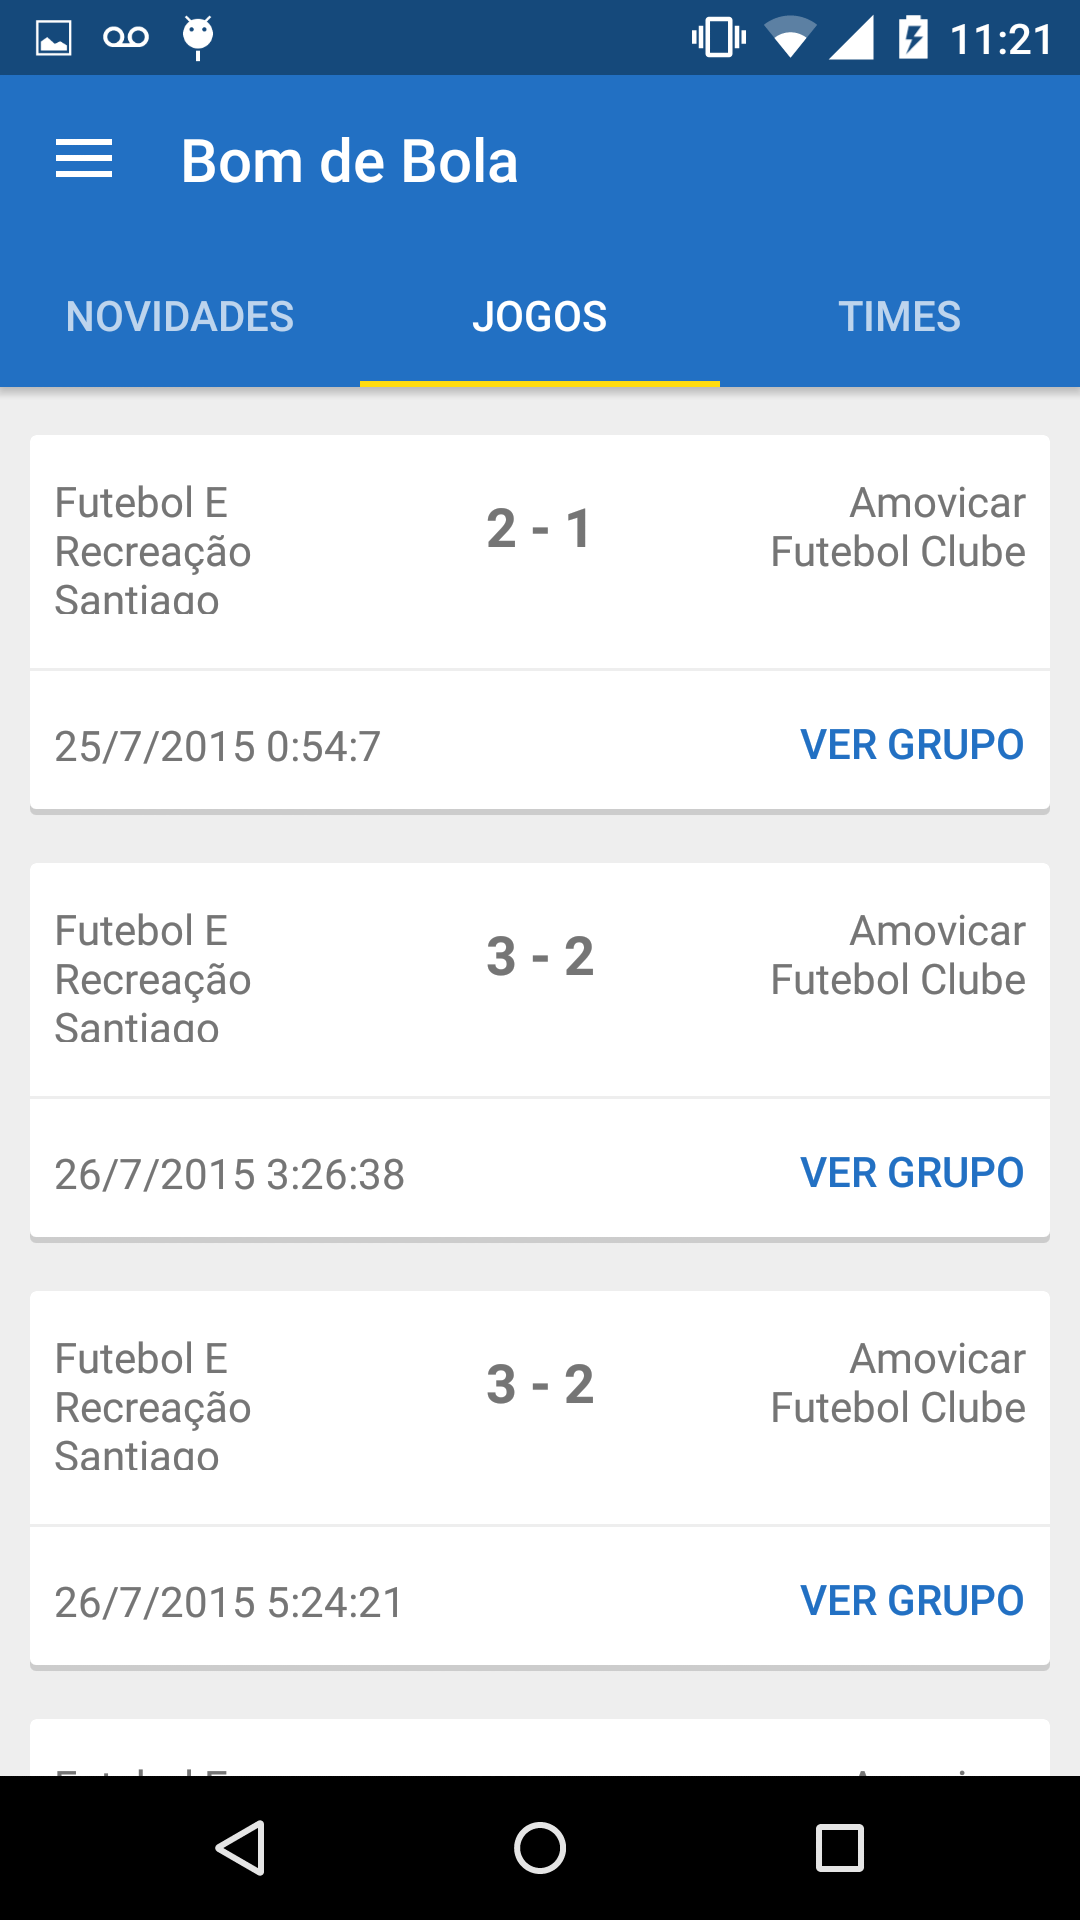 11:21
Bom de Bola
NOVIDADES JOGOS TIMES
Futebol E
Recreação
Santiago
2 - 1
Amovicar
Futebol Clube
25/7/2015 0:54:7
VER GRUPO
Futebol E
Recreação
Santiago
3 - 2
Amovicar
Futebol Clube
26/7/2015 3:26:38
VER GRUPO
Futebol E
Recreação
Santiago
3 - 2
Amovicar
Futebol Clube
26/7/2015 5:24:21
VER GRUPO